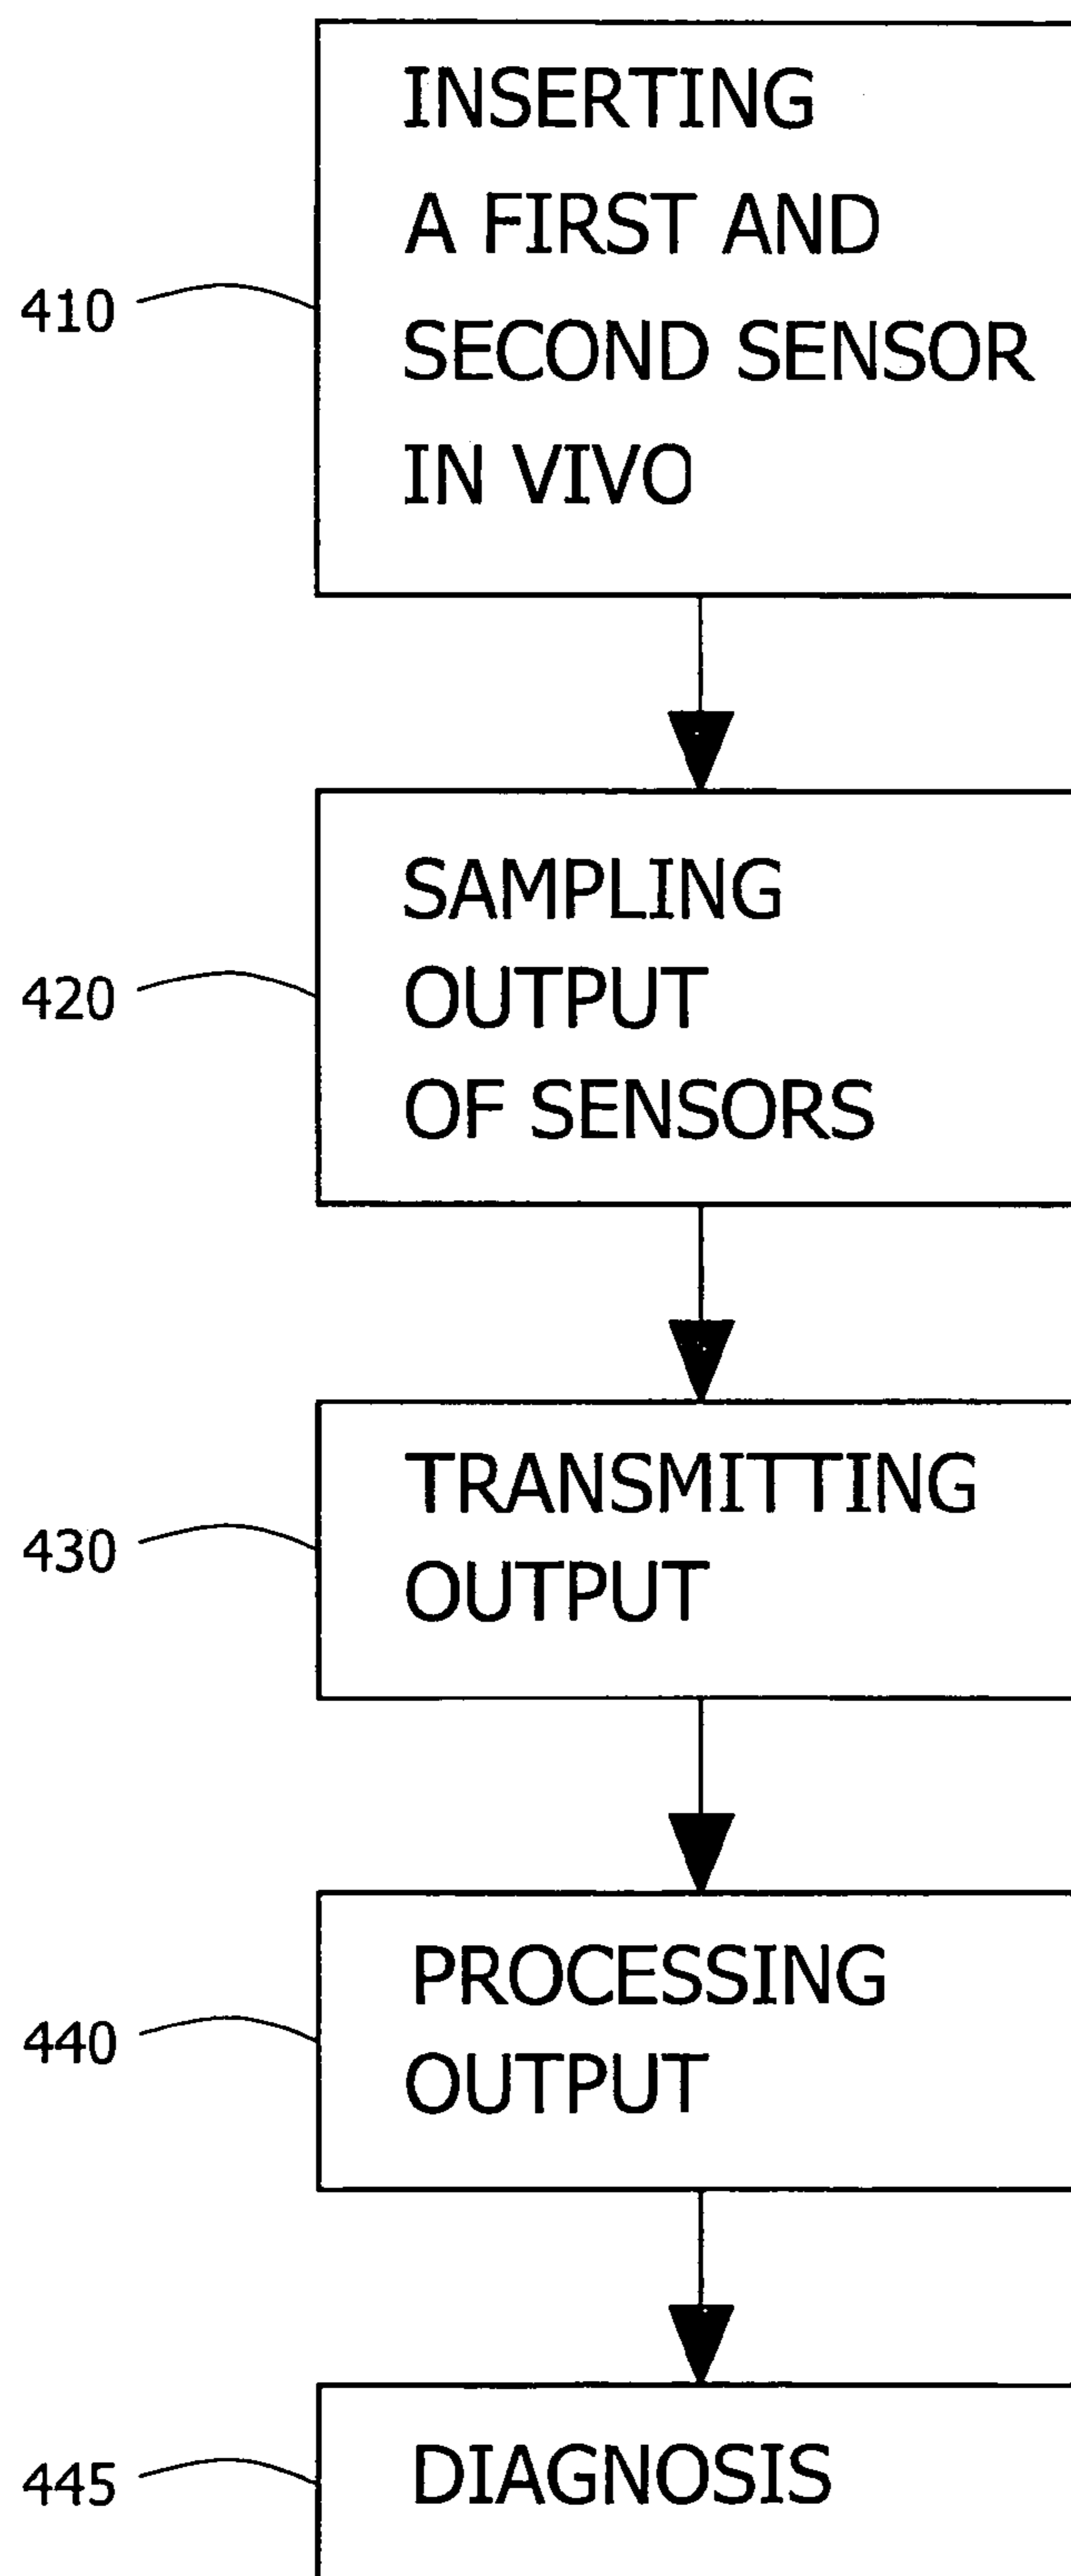 INSERTING
A FIRST AND
SECOND SENSOR
IN VIVO
410
SAMPLING
OUTPUT
OF SENSORS
420
TRANSMITTING
OUTPUT
430
PROCESSING
OUTPUT
440
DIAGNOSIS
445